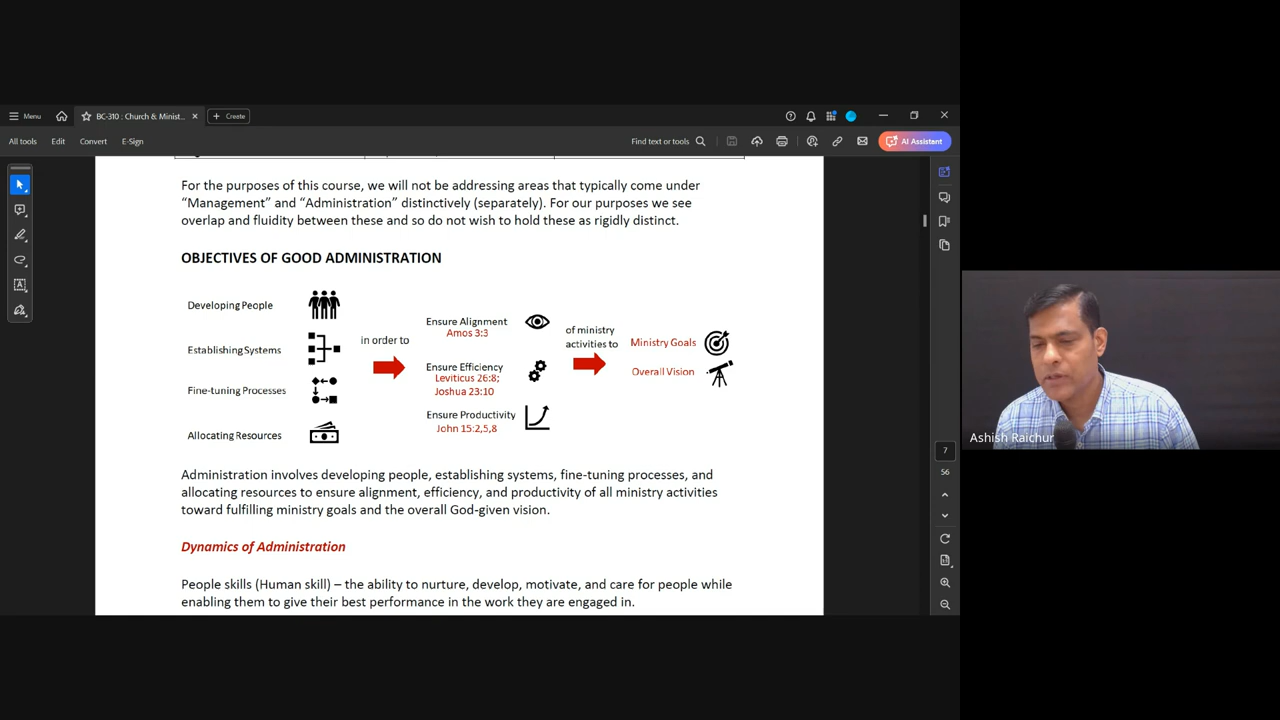 Menu
BC-310 : Church & Minist...
Create
All tools
Edit
Convert
E-Sign
Find text or tools
AI Assistant
For the purposes of this course, we will not be addressing areas that typically come under
“Management” and “Administration” distinctively (separately). For our purposes we see
overlap and fluidity between these and so do not wish to hold these as rigidly distinct.
OBJECTIVES OF GOOD ADMINISTRATION
Developing People
Establishing Systems
Fine-tuning Processes
Allocating Resources
in order to
Ensure Alignment
Amos 3:3
Ensure Efficiency
Leviticus 26:8;
Joshua 23:10
Ensure Productivity
John 15:2,5,8
of ministry
activities to
Ministry Goals
Overall Vision
Administration involves developing people, establishing systems, fine-tuning processes, and
allocating resources to ensure alignment, efficiency, and productivity of all ministry activities
toward fulfilling ministry goals and the overall God-given vision.
Dynamics of Administration
People skills (Human skill) – the ability to nurture, develop, motivate, and care for people while
enabling them to give their best performance in the work they are engaged in.
7
56
Ashish Raichur